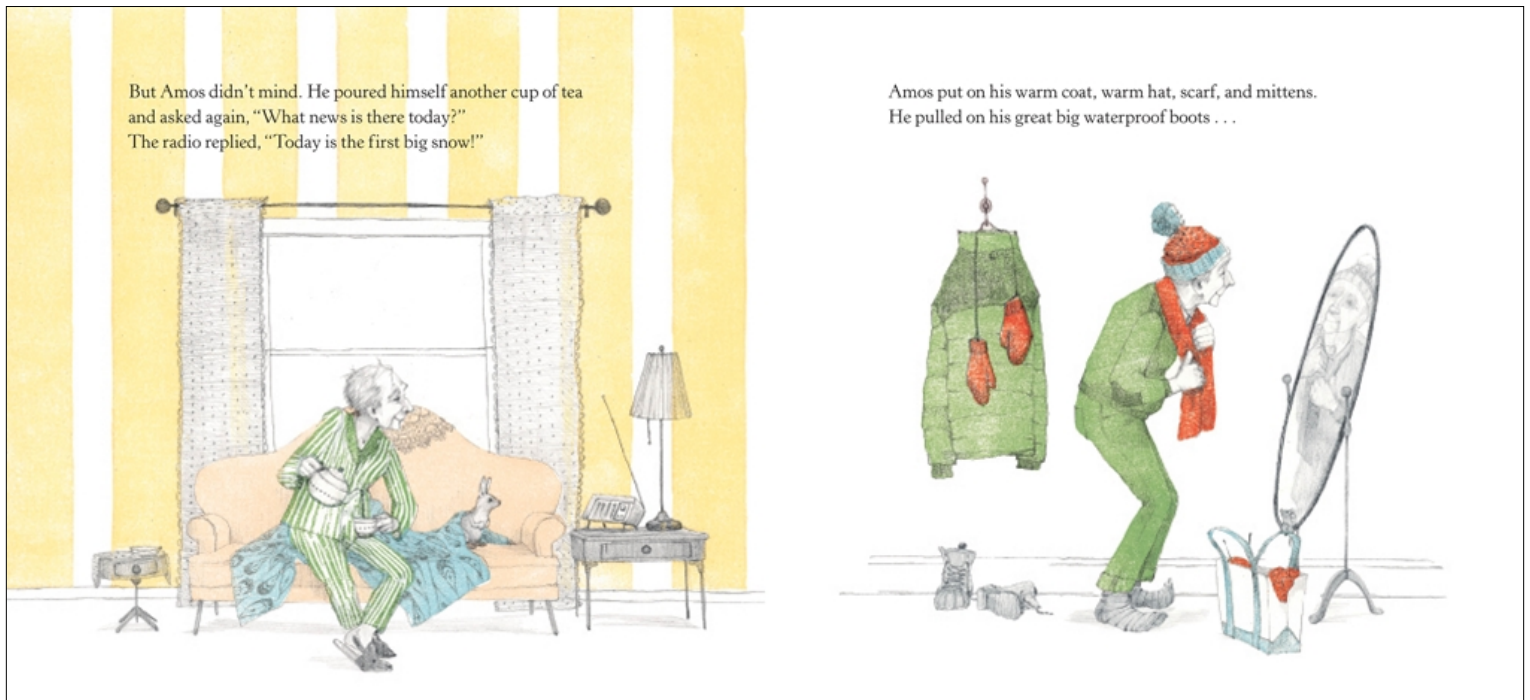 But Amos didn’t mind. He poured himself another cup of tea
and asked again, “What news is there today?”
The radio replied, “Today is the first big snow!”
Amos put on his warm coat, warm hat, scarf, and mittens.
He pulled on his great big waterproof boots . . .